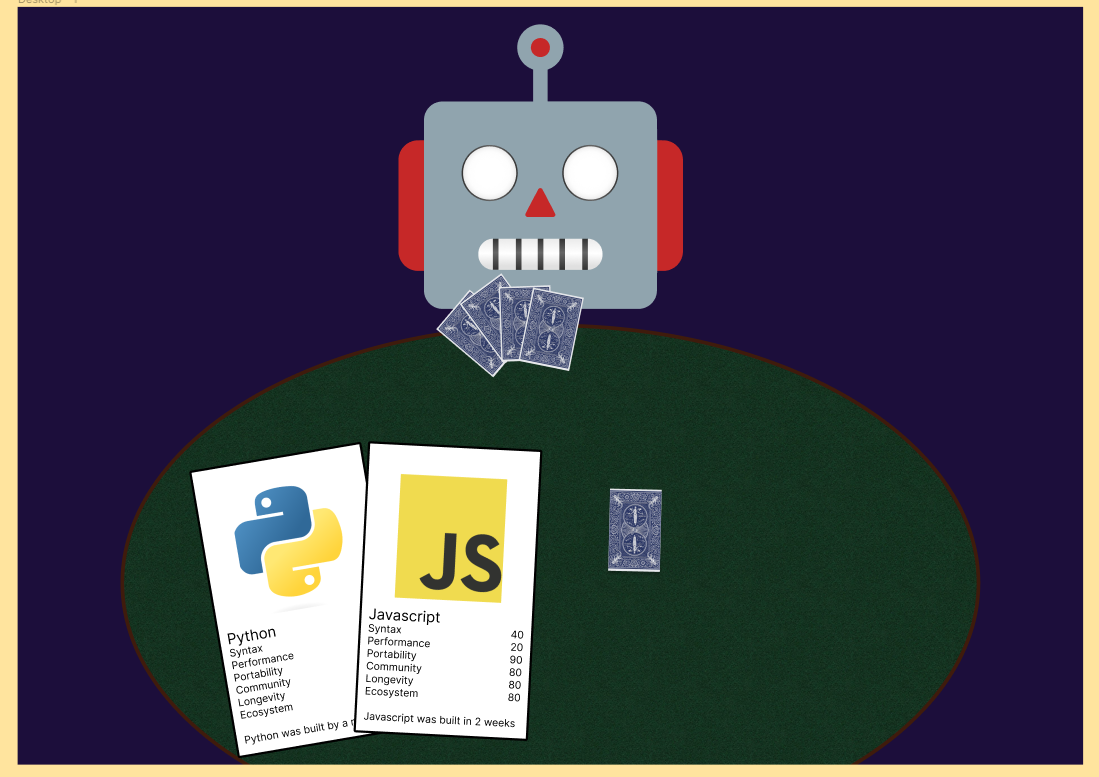 Desktop - 1
Python
Syntax
Performance
Portability
Community
Longevity
Ecosystem
Python was built by a
JS
Javascript
Syntax 40
Performance 20
Portability 90
Community 80
Longevity 80
Ecosystem 80
Javascript was built in 2 weeks